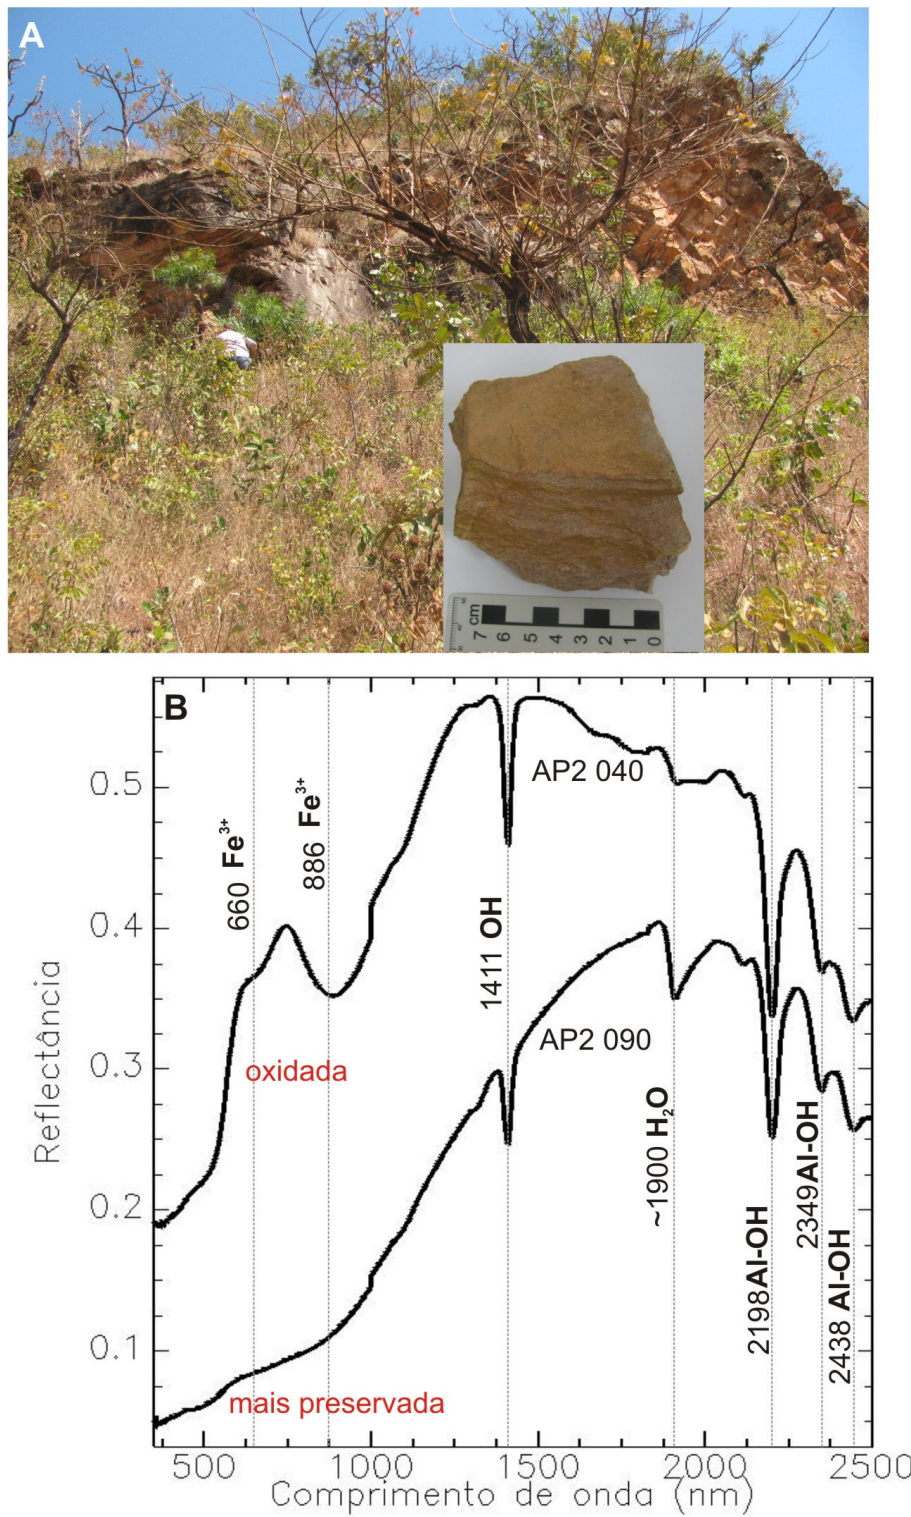 A
cm
7 6 5 4 3 2 1 0
B
0.5
0.4
0.3
0.2
0.1
Reflectância
660 Fe3+
886 Fe3+
AP2 040
1411 OH
oxidada
AP2 090
~1900 H2O
2198Al-OH
2349Al-OH
2438 Al-OH
mais preservada
500 1000 1500 2000 2500
Comprimento de onda (nm)